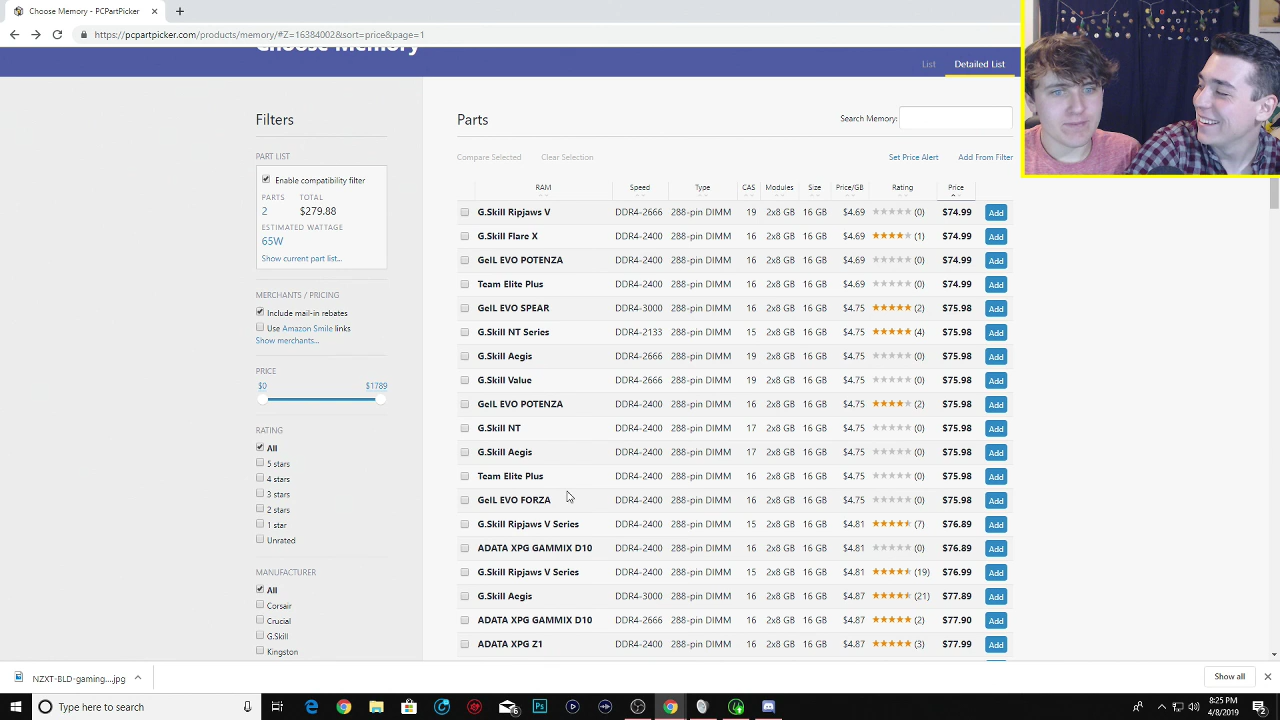 Choose Memory - PCPartPicker
https://pcpartpicker.com/products/memory/#Z=16384002&sort=price&page=1
Choose Memory
List Detailed List
Filters
PART LIST
Enable compatibility filter
PARTS TOTAL
2 $279.88
ESTIMATED WATTAGE
65W
Show current part list...
MERCHANTS / PRICING
Include mail-in rebates
Use Amazon Smile links
Show merchants...
PRICE
$0 $1789
RATING
All
5 stars
4 stars
3 stars
2 stars
1 star
Unrated
MANUFACTURER
All
Corsair
Crucial
G.Skill
Kingston
Parts
Search Memory:
Compare Selected Clear Selection Set Price Alert Add From Filter
RAM Speed Type CAS Modules Size Price/GB Rating Price
G.Skill Ripjaws V DDR4-2666 288-pin DIMM 19 2x8 GB 16 GB $4.69 (0) $74.99 Add
G.Skill Flare X DDR4-2400 288-pin DIMM 16 2x8 GB 16 GB $4.69 (1) $74.99 Add
GeIL EVO POTENZA DDR4-2400 288-pin DIMM 16 2x8 GB 16 GB $4.69 (0) $74.99 Add
Team Elite Plus DDR4-2400 288-pin DIMM 16 2x8 GB 16 GB $4.69 (0) $74.99 Add
GeIL EVO SPEAR DDR4-3000 288-pin DIMM 16 2x8 GB 16 GB $4.75 (2) $75.98 Add
G.Skill NT Series DDR4-2133 288-pin DIMM 15 2x8 GB 16 GB $4.75 (4) $75.98 Add
G.Skill Aegis DDR4-2666 288-pin DIMM 19 2x8 GB 16 GB $4.75 (0) $75.98 Add
G.Skill Value DDR4-2666 288-pin DIMM 19 2x8 GB 16 GB $4.75 (0) $75.98 Add
GeIL EVO POTENZA DDR4-2400 288-pin DIMM 16 2x8 GB 16 GB $4.75 (2) $75.98 Add
G.Skill NT DDR4-2400 288-pin DIMM 17 2x8 GB 16 GB $4.75 (0) $75.98 Add
G.Skill Aegis DDR4-2400 288-pin DIMM 17 2x8 GB 16 GB $4.75 (0) $75.98 Add
Team Elite Plus DDR4-2400 288-pin DIMM 16 2x8 GB 16 GB $4.75 (0) $75.98 Add
GeIL EVO FORZA DDR4-2400 288-pin DIMM 16 2x8 GB 16 GB $4.75 (0) $75.98 Add
G.Skill Ripjaws V Series DDR4-2400 288-pin DIMM 15 2x8 GB 16 GB $4.81 (7) $76.89 Add
ADATA XPG GAMMIX D10 DDR4-2400 288-pin DIMM 16 2x8 GB 16 GB $4.81 (0) $76.89 Add
G.Skill Ripjaws V Series DDR4-2400 288-pin DIMM 15 2x8 GB 16 GB $4.81 (19) $76.99 Add
G.Skill Aegis DDR4-3000 288-pin DIMM 16 2x8 GB 16 GB $4.87 (21) $77.89 Add
ADATA XPG GAMMIX D10 DDR4-2666 288-pin DIMM 16 2x8 GB 16 GB $4.87 (2) $77.90 Add
ADATA XPG Z1 DDR4-2400 288-pin DIMM 16 2x8 GB 16 GB $4.87 (3) $77.99 Add
NZXT-BLD-gaming....jpg
Show all
Type here to search
8:25 PM
4/8/2019